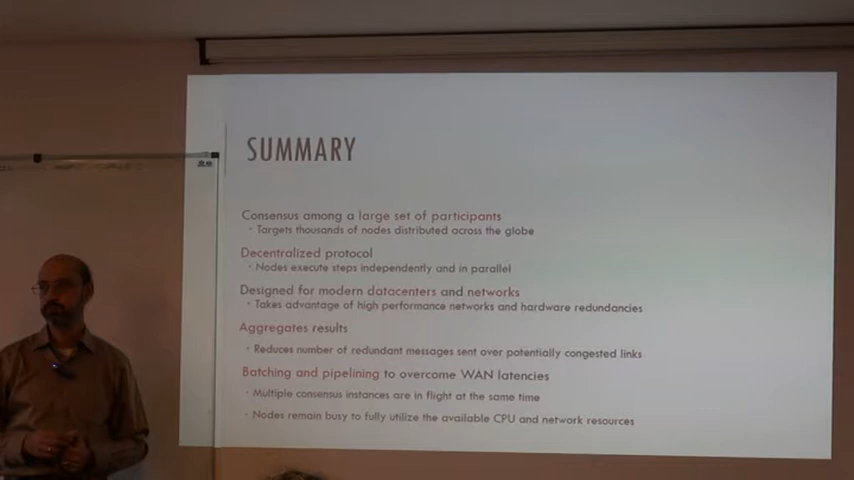 SUMMARY
Consensus among a large set of participants
• Targets thousands of nodes distributed across the globe
Decentralized protocol
• Nodes execute steps independently and in parallel
Designed for modern datacenters and networks
• Takes advantage of high performance networks and hardware redundancies
Aggregates results
• Reduces number of redundant messages sent over potentially congested links
Batching and pipelining to overcome WAN latencies
• Multiple consensus instances are in flight at the same time
• Nodes remain busy to fully utilize the available CPU and network resources